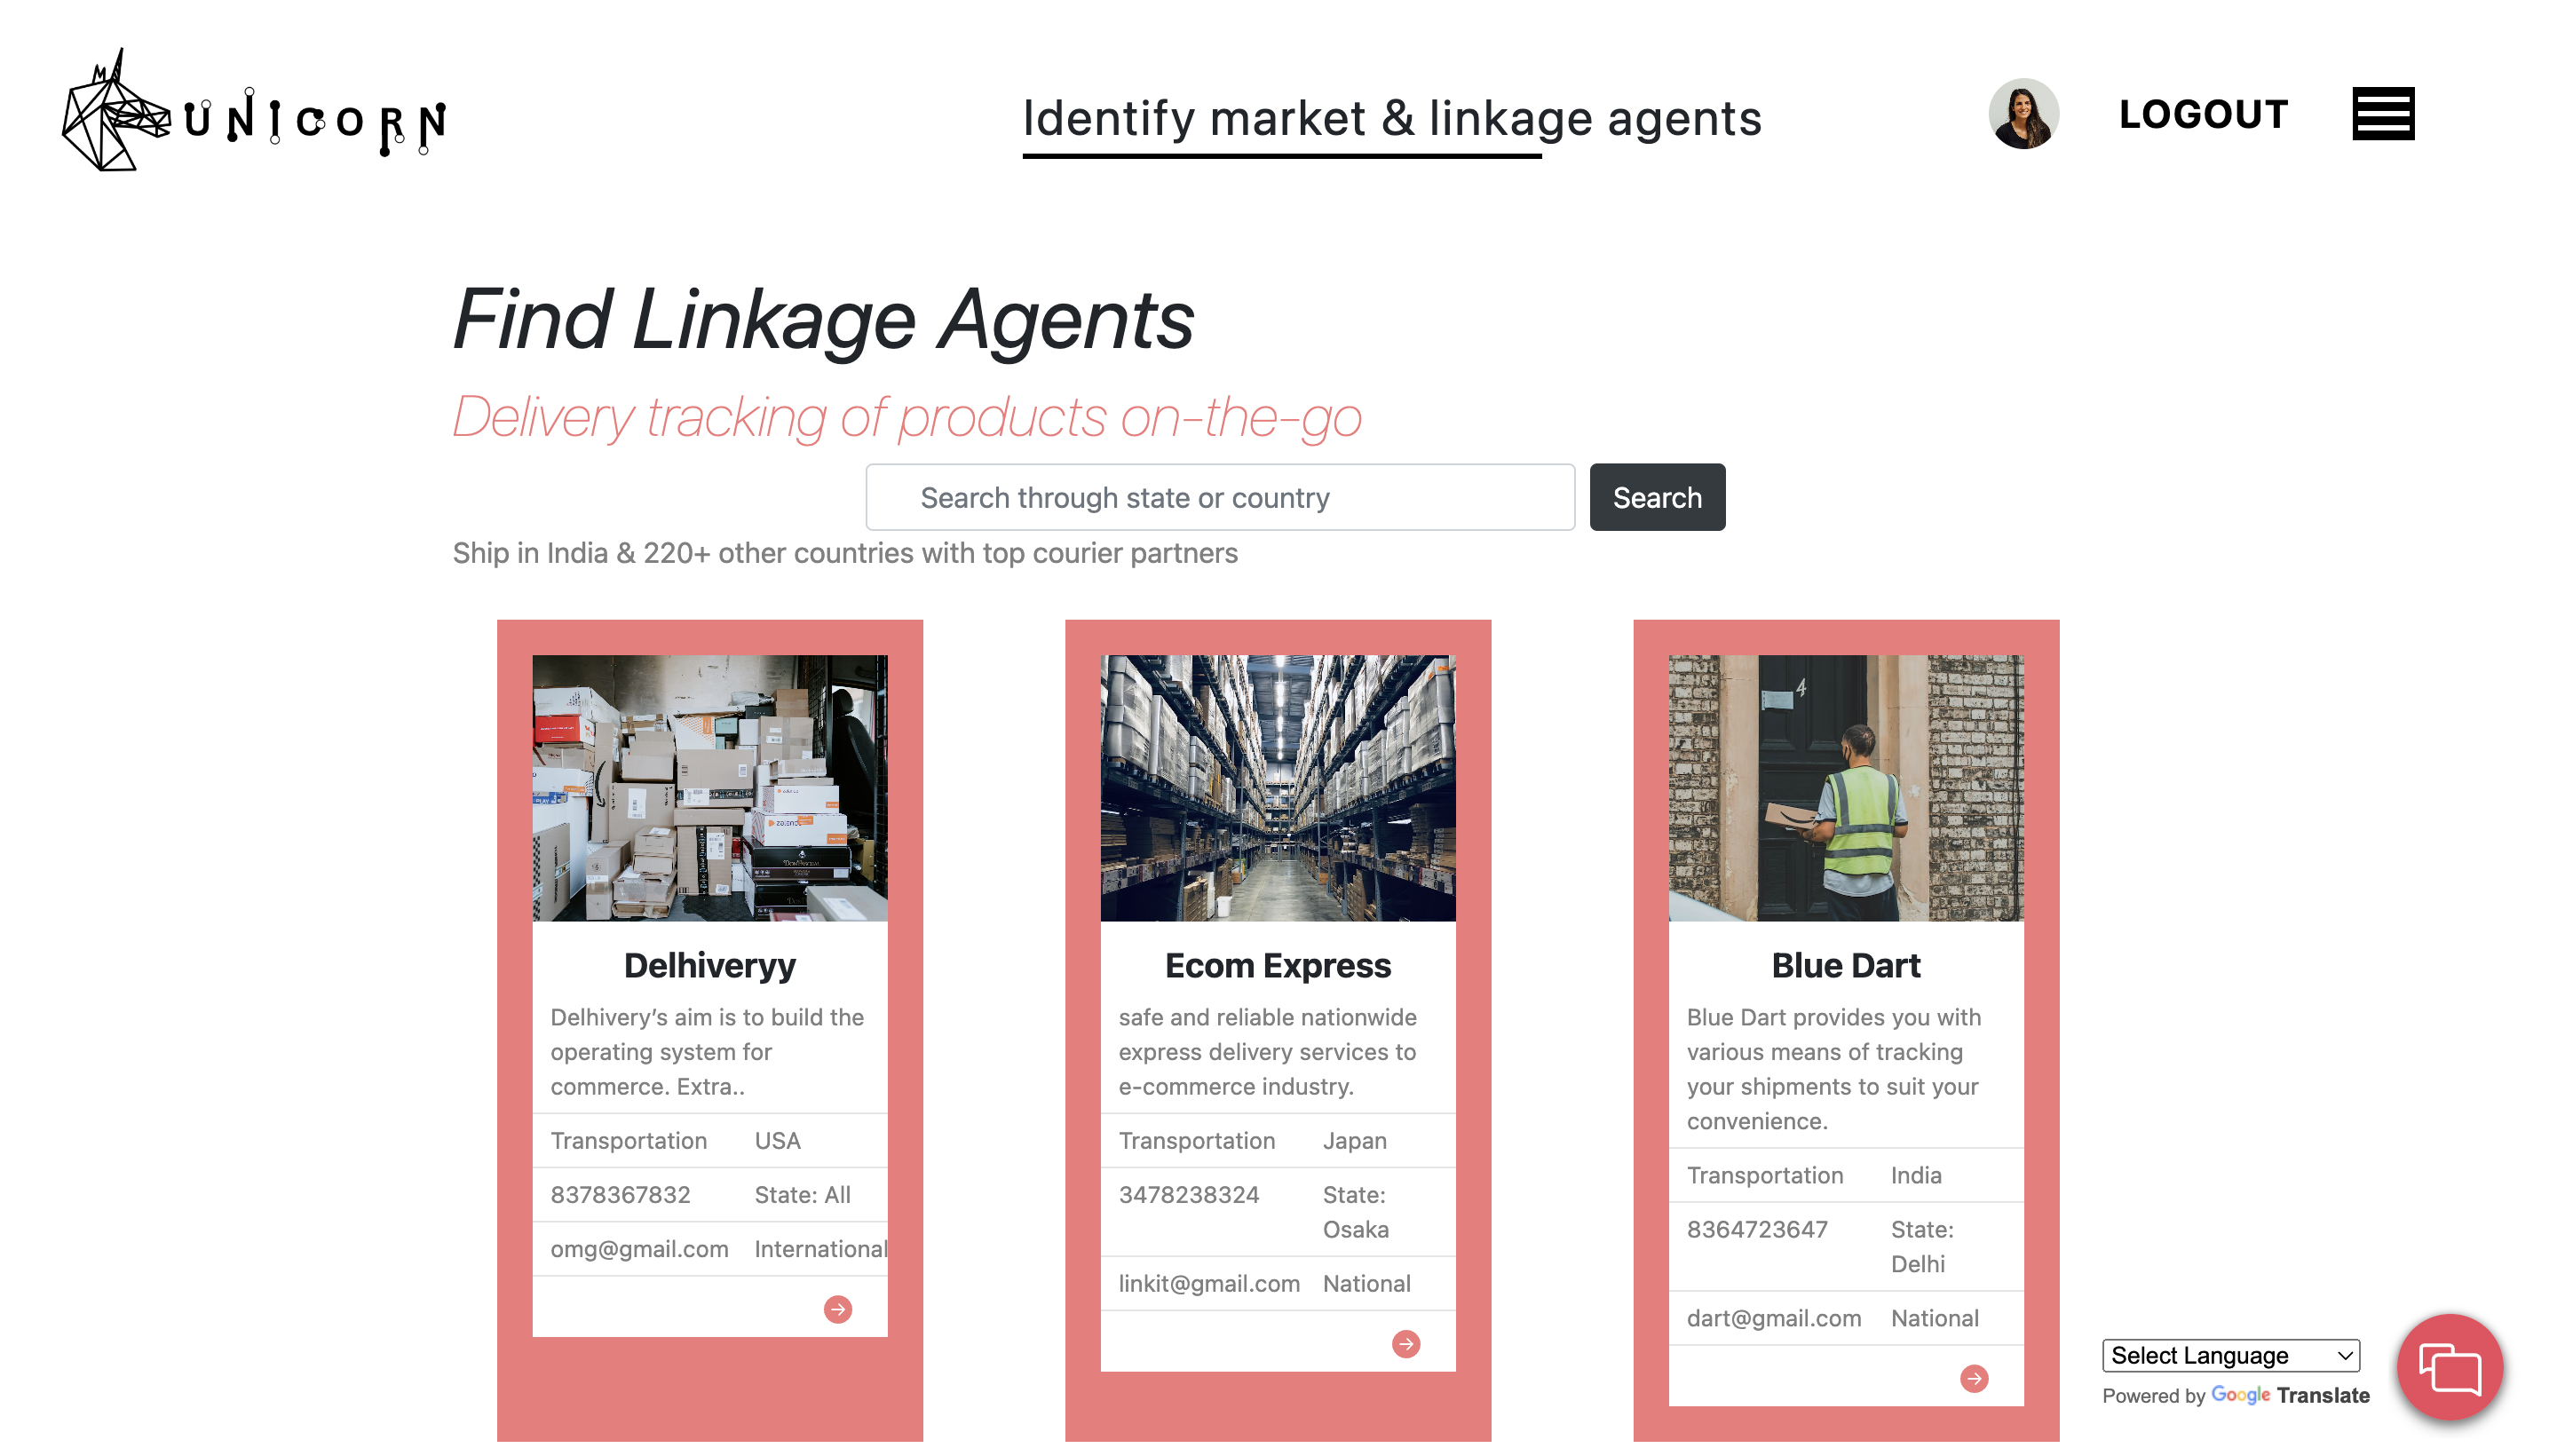 UNICORN
Identify market & linkage agents
LOGOUT
Find Linkage Agents
Delivery tracking of products on-the-go
Search through state or country
Search
Ship in India & 220+ other countries with top courier partners
4
zalando
Delhiveryy
Delhivery’s aim is to build the
operating system for
commerce. Extra..
Transportation USA
8378367832 State: All
omg@gmail.com International
Ecom Express
safe and reliable nationwide
express delivery services to
e-commerce industry.
Transportation Japan
3478238324 State:
Osaka
linkit@gmail.com National
Blue Dart
Blue Dart provides you with
various means of tracking
your shipments to suit your
convenience.
Transportation India
8364723647 State:
Delhi
dart@gmail.com National
Select Language
Powered by Google Translate